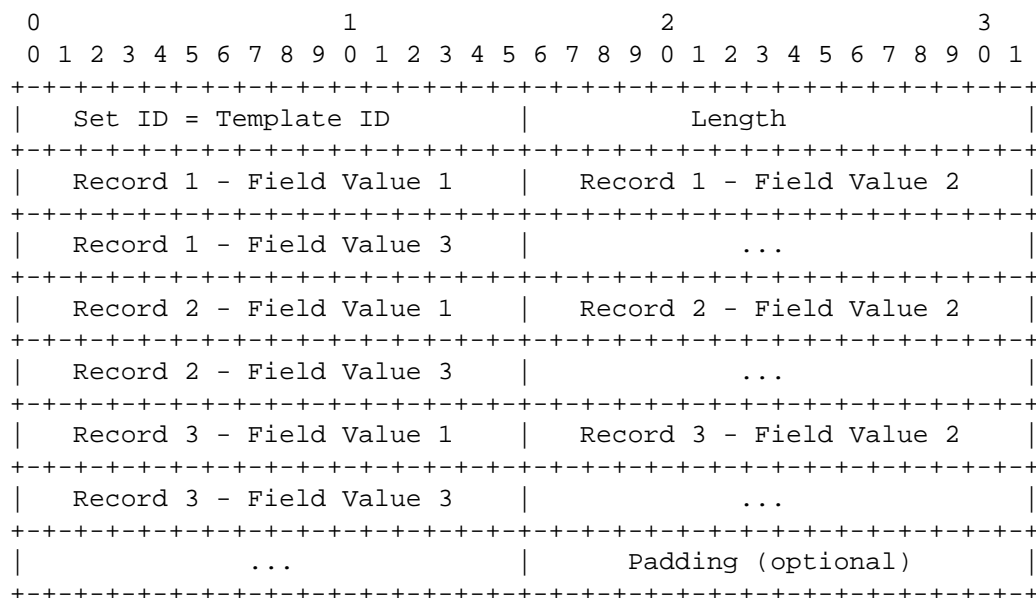 0                   1                   2                   3
 0 1 2 3 4 5 6 7 8 9 0 1 2 3 4 5 6 7 8 9 0 1 2 3 4 5 6 7 8 9 0 1
+-+-+-+-+-+-+-+-+-+-+-+-+-+-+-+-+-+-+-+-+-+-+-+-+-+-+-+-+-+-+-+-+
|   Set ID = Template ID        |          Length               |
+-+-+-+-+-+-+-+-+-+-+-+-+-+-+-+-+-+-+-+-+-+-+-+-+-+-+-+-+-+-+-+-+
|   Record 1 - Field Value 1    |   Record 1 - Field Value 2    |
+-+-+-+-+-+-+-+-+-+-+-+-+-+-+-+-+-+-+-+-+-+-+-+-+-+-+-+-+-+-+-+-+
|   Record 1 - Field Value 3    |             ...               |
+-+-+-+-+-+-+-+-+-+-+-+-+-+-+-+-+-+-+-+-+-+-+-+-+-+-+-+-+-+-+-+-+
|   Record 2 - Field Value 1    |   Record 2 - Field Value 2    |
+-+-+-+-+-+-+-+-+-+-+-+-+-+-+-+-+-+-+-+-+-+-+-+-+-+-+-+-+-+-+-+-+
|   Record 2 - Field Value 3    |             ...               |
+-+-+-+-+-+-+-+-+-+-+-+-+-+-+-+-+-+-+-+-+-+-+-+-+-+-+-+-+-+-+-+-+
|   Record 3 - Field Value 1    |   Record 3 - Field Value 2    |
+-+-+-+-+-+-+-+-+-+-+-+-+-+-+-+-+-+-+-+-+-+-+-+-+-+-+-+-+-+-+-+-+
|   Record 3 - Field Value 3    |             ...               |
+-+-+-+-+-+-+-+-+-+-+-+-+-+-+-+-+-+-+-+-+-+-+-+-+-+-+-+-+-+-+-+-+
|              ...              |      Padding (optional)       |
+-+-+-+-+-+-+-+-+-+-+-+-+-+-+-+-+-+-+-+-+-+-+-+-+-+-+-+-+-+-+-+-+